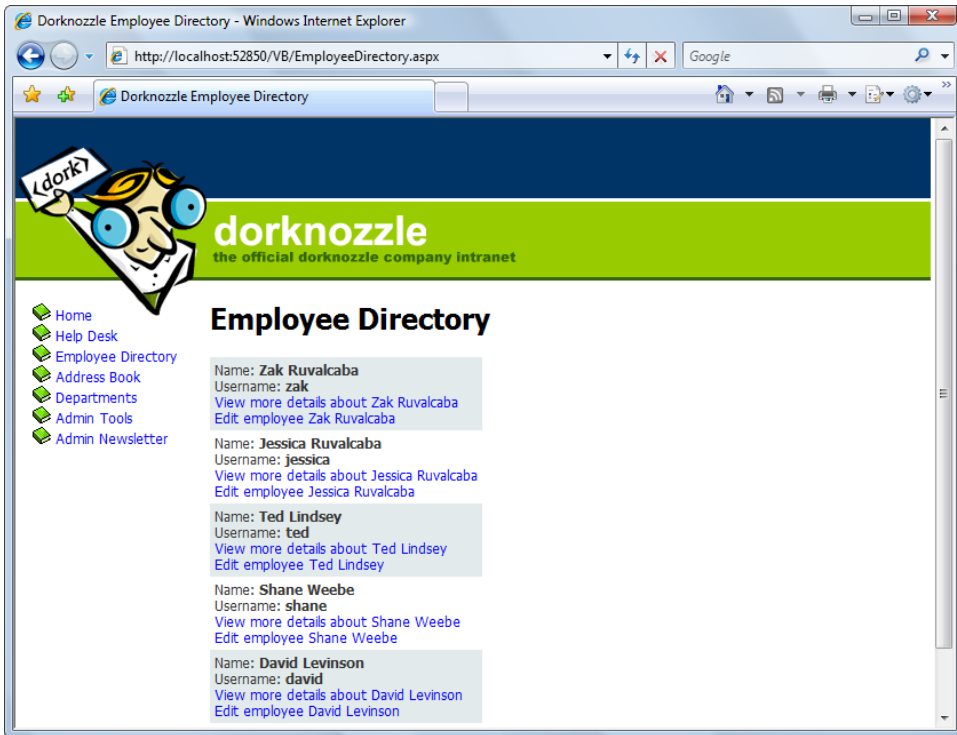 Dorknozzle Employee Directory - Windows Internet Explorer
http://localhost:52850/VB/EmployeeDirectory.aspx
Google
Dorknozzle Employee Directory
<dork>
dorknozzle
the official dorknozzle company intranet
Home
Help Desk
Employee Directory
Address Book
Departments
Admin Tools
Admin Newsletter
Employee Directory
Name: Zak Ruvalcaba
Username: zak
View more details about Zak Ruvalcaba
Edit employee Zak Ruvalcaba
Name: Jessica Ruvalcaba
Username: jessica
View more details about Jessica Ruvalcaba
Edit employee Jessica Ruvalcaba
Name: Ted Lindsey
Username: ted
View more details about Ted Lindsey
Edit employee Ted Lindsey
Name: Shane Weebe
Username: shane
View more details about Shane Weebe
Edit employee Shane Weebe
Name: David Levinson
Username: david
View more details about David Levinson
Edit employee David Levinson